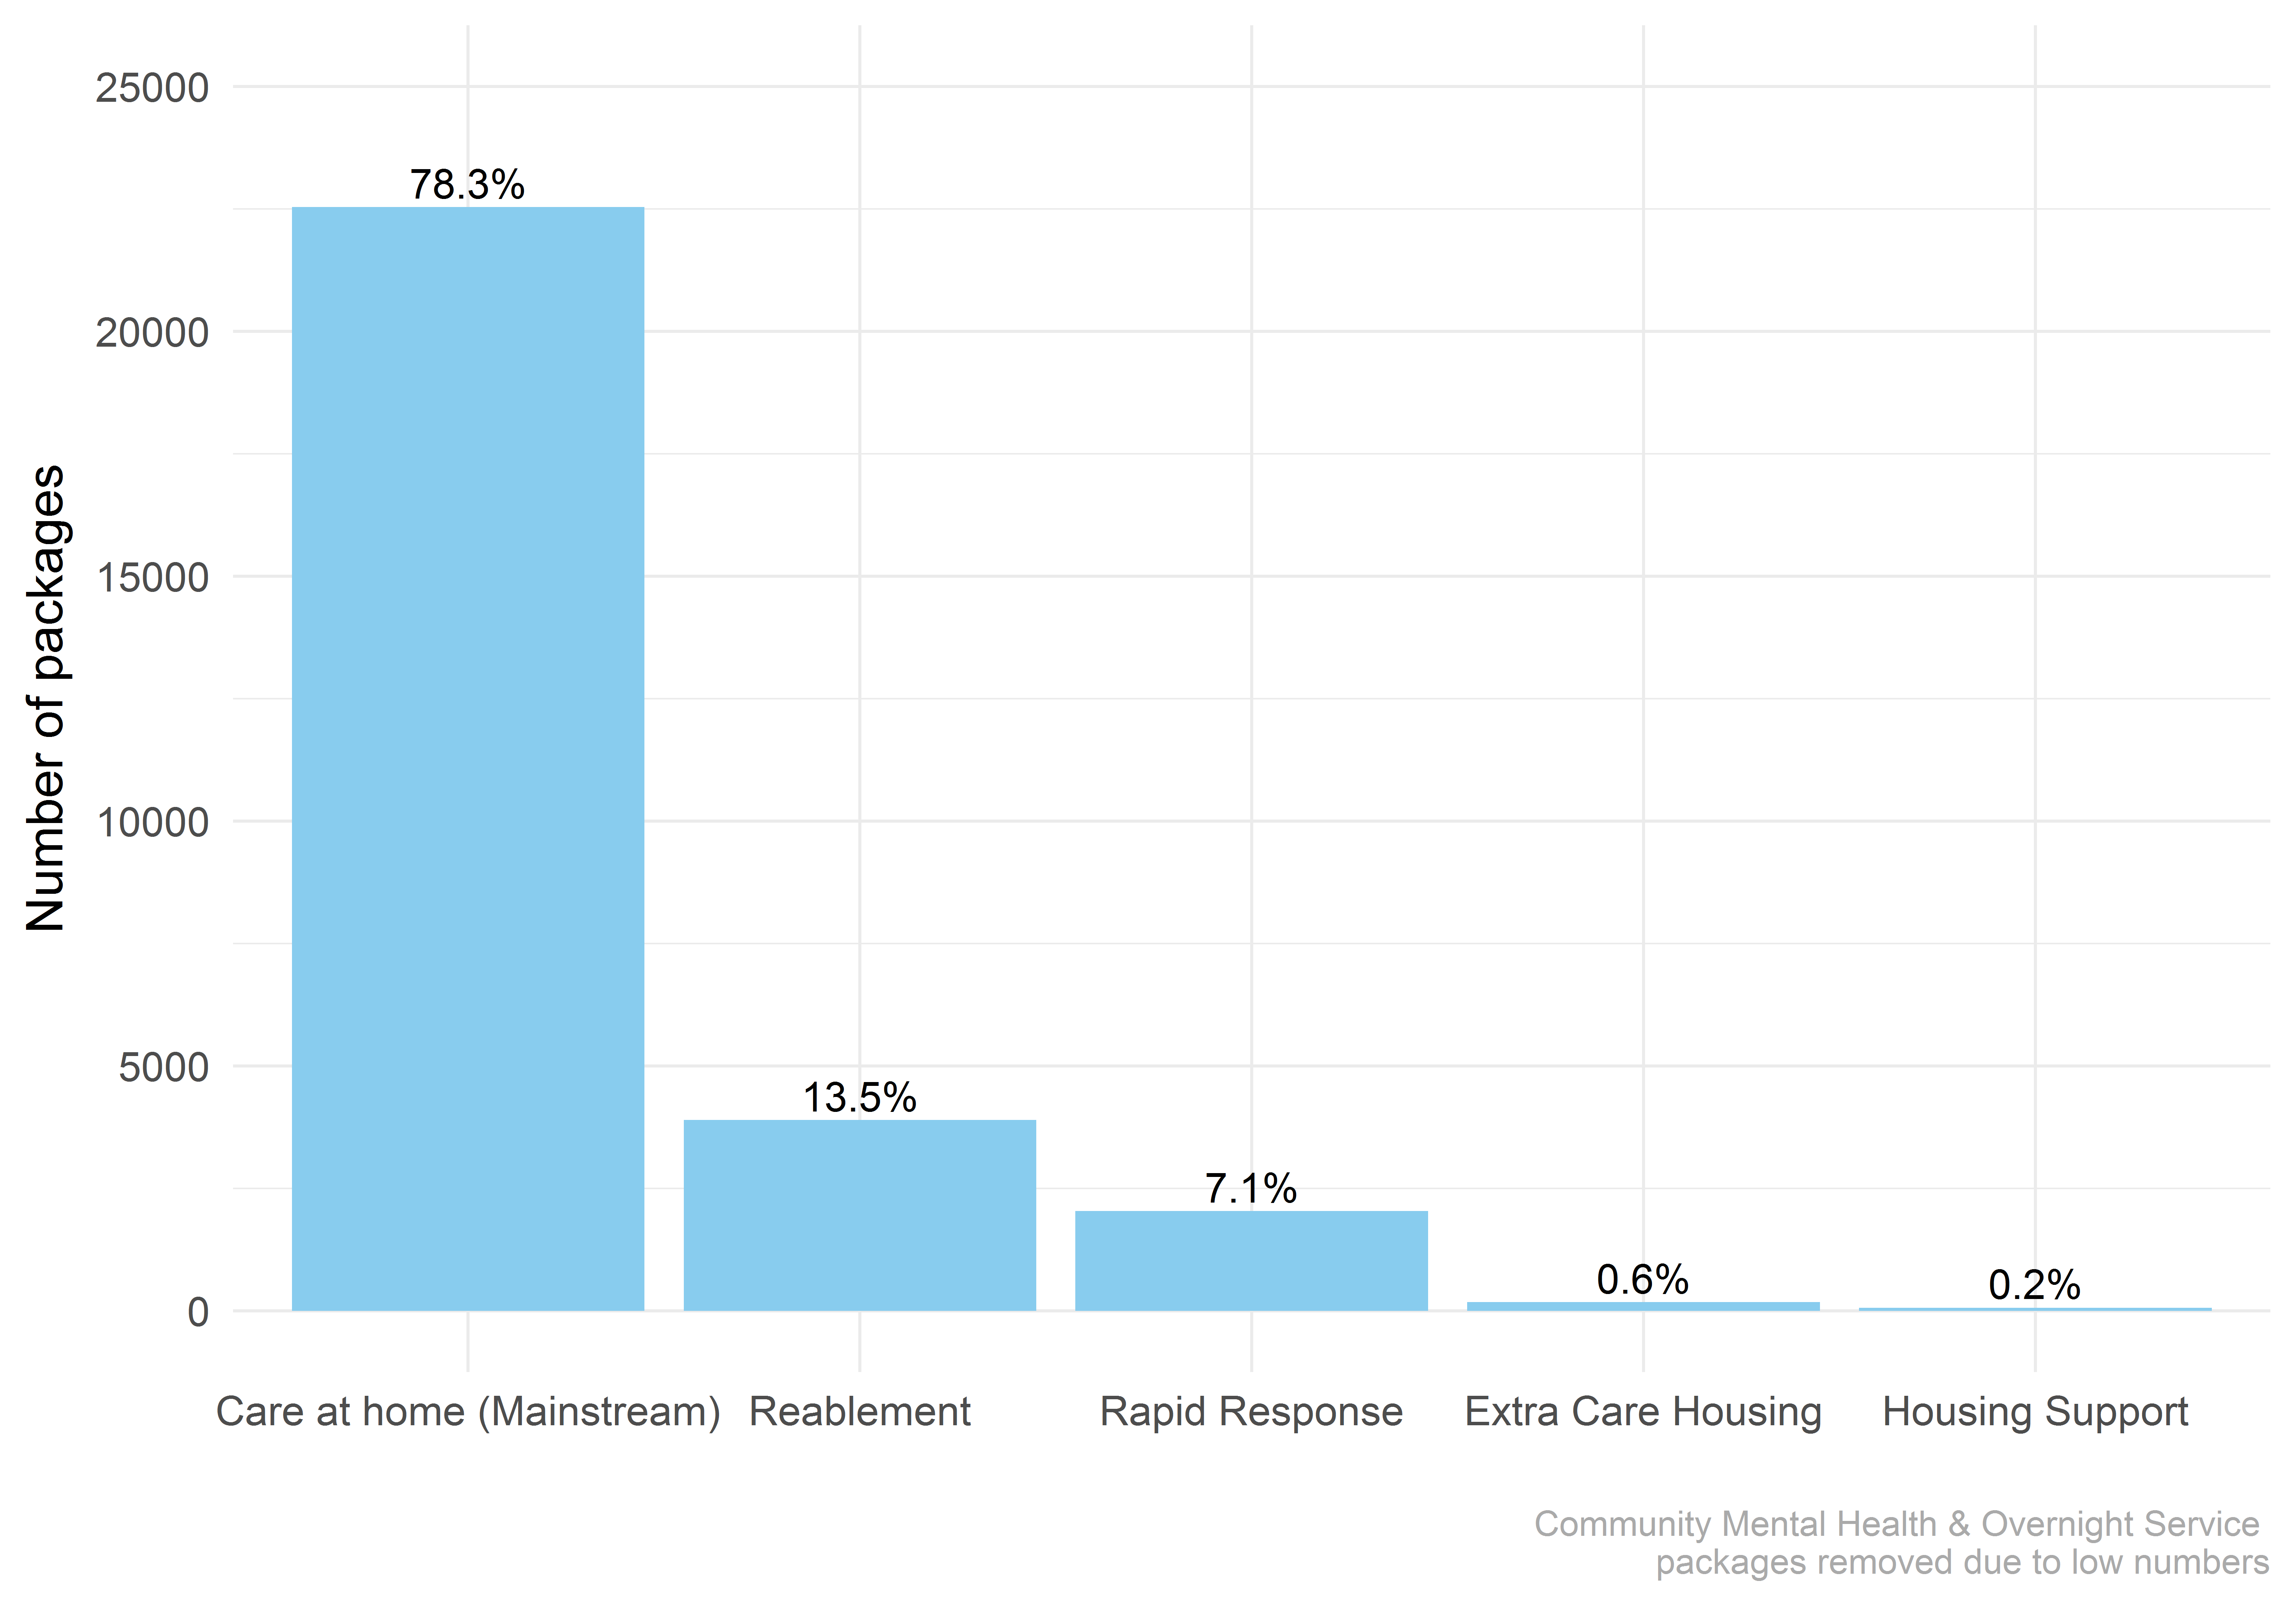 Number of packages
25000
20000
15000
10000
5000
0
78.3%
13.5%
7.1%
0.6%
0.2%
Care at home (Mainstream)
Reablement
Rapid Response
Extra Care Housing
Housing Support
Community Mental Health & Overnight Service
packages removed due to low numbers